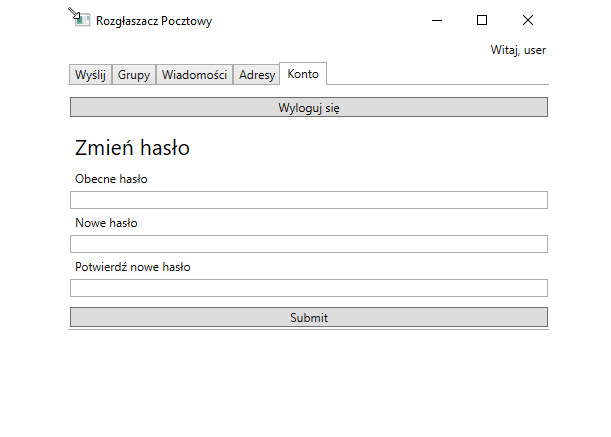 Rozgłaszacz Pocztowy
Witaj, user
Wyślij Grupy Wiadomości Adresy Konto
Wyloguj się
Zmień hasło
Obecne hasło
Nowe hasło
Potwierdź nowe hasło
Submit